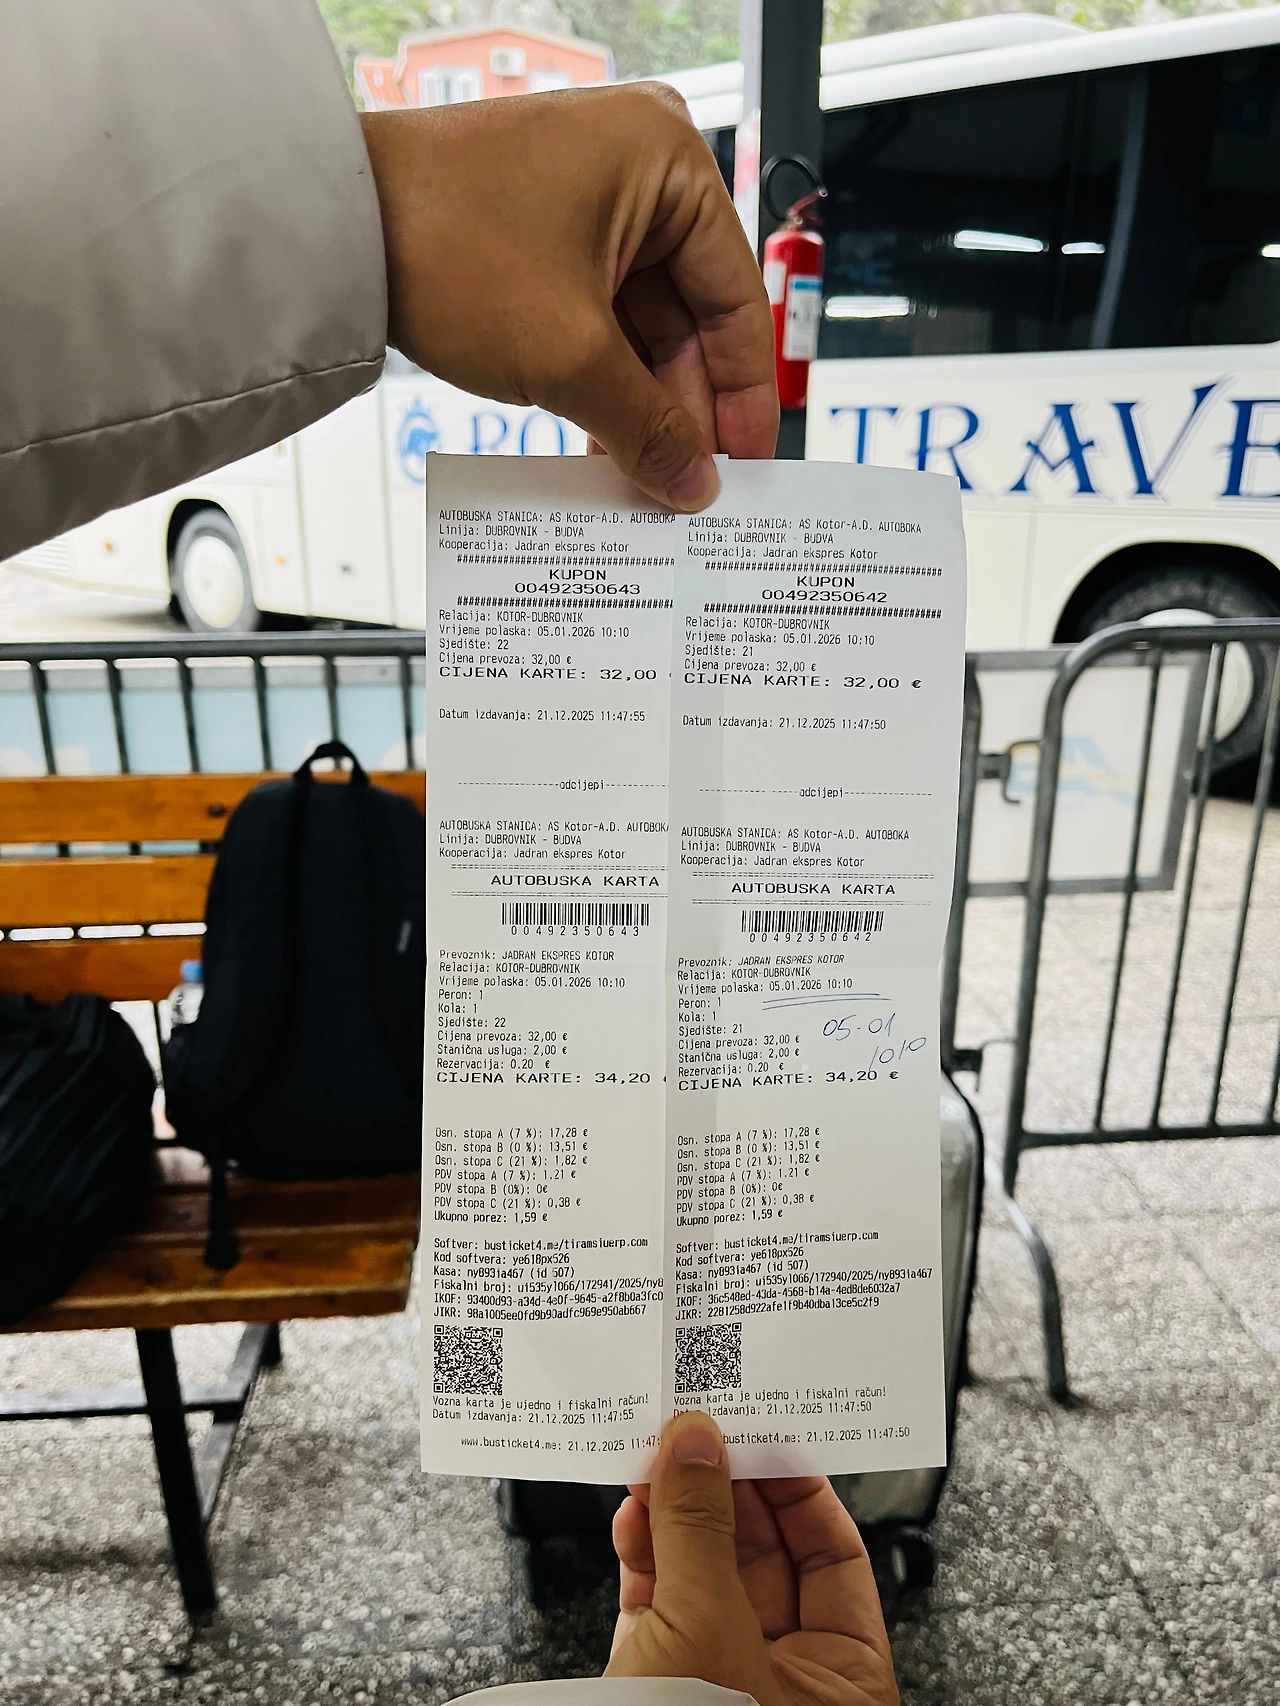 RO
TRAVE
AUTOBUSKA STANICA: AS Kotor-A.D. AUTOBOKA
Linija: DUBROVNIK - BUDVA
Kooperacija: Jadran ekspres Kotor
######################################
KUPON
00492350643
######################################
Relacija: KOTOR-DUBROVNIK
Vrijeme polaska: 05.01.2026 10:10
Sjedište: 22
Cijena prevoza: 32,00 €
CIJENA KARTE: 32,00
Datum izdavanja: 21.12.2025 11:47:55
--------------------odcijepi-------------
AUTOBUSKA STANICA: AS Kotor-A.D. AUTOBOKA
Linija: DUBROVNIK - BUDVA
Kooperacija: Jadran ekspres Kotor
======================================
AUTOBUSKA KARTA
======================================
00492350643
Prevoznik: JADRAN EKSPRES KOTOR
Relacija: KOTOR-DUBROVNIK
Vrijeme polaska: 05.01.2026 10:10
Peron: 1
Kola: 1
Sjedište: 22
Cijena prevoza: 32,00 €
Stanična usluga: 2,00 €
Rezervacija: 0.20 €
CIJENA KARTE: 34,20
Osn. stopa A (7 %): 17,28 €
Osn. stopa B (0 %): 13,51 €
Osn. stopa C (21 %): 1,82 €
PDV stopa A (7 %): 1.21 €
PDV stopa B (0%): 0€
PDV stopa C (21 %): 0,38 €
Ukupno porez: 1,59 €
Softver: busticket4.me/tiramsiuerp.com
Kod softvera: ye618px526
Kasa: ny893ia467 (id 507)
Fiskalni broj: ui535yl066/172941/2025/ny8
IKOF: 93400d93-a34d-4e0f-9645-a2f8b0a3fc0
JIKR: 98a1005ee0fd9b90adfc969e950ab667
Vozna karta je ujedno i fiskalni račun!
Datum izdavanja: 21.12.2025 11:47:55
www.busticket4.me: 21.12.2025 11:47:
AUTOBUSKA STANICA: AS Kotor-A.D. AUTOBOKA
Linija: DUBROVNIK - BUDVA
Kooperacija: Jadran ekspres Kotor
##########################################
KUPON
00492350642
##########################################
Relacija: KOTOR-DUBROVNIK
Vrijeme polaska: 05.01.2026 10:10
Sjedište: 21
Cijena prevoza: 32,00 €
CIJENA KARTE: 32,00 €
Datum izdavanja: 21.12.2025 11:47:50
--------------------odcijepi-----------------
AUTOBUSKA STANICA: AS Kotor-A.D. AUTOBOKA
Linija: DUBROVNIK - BUDVA
Kooperacija: Jadran ekspres Kotor
==========================================
AUTOBUSKA KARTA
==========================================
00492350642
Prevoznik: JADRAN EKSPRES KOTOR
Relacija: KOTOR-DUBROVNIK
Vrijeme polaska: 05.01.2026 10:10
Peron: 1
Kola: 1
Sjedište: 21
05-01
Cijena prevoza: 32,00 €
1010
Stanična usluga: 2,00 €
Rezervacija: 0.20 €
CIJENA KARTE: 34,20 €
Osn. stopa A (7 %): 17,28 €
Osn. stopa B (0 %): 13,51 €
Osn. stopa C (21 %): 1,82 €
PDV stopa A (7 %): 1.21 €
PDV stopa B (0%): 0€
PDV stopa C (21 %): 0,38 €
Ukupno porez: 1,59 €
Softver: busticket4.me/tiramsiuerp.com
Kod softvera: ye618px526
Kasa: ny893ia467 (id 507)
Fiskalni broj: ui535yl066/172940/2025/ny893ia467
IKOF: 36c548ed-43da-4568-b14a-4ed8de6032a7
JIKR: 2281258d922afe1f9b40dba13ce5c2f9
Vozna karta je ujedno i fiskalni račun!
izdavanja: 21.12.2025 11:47:50
busticket4.me: 21.12.2025 11:47:50